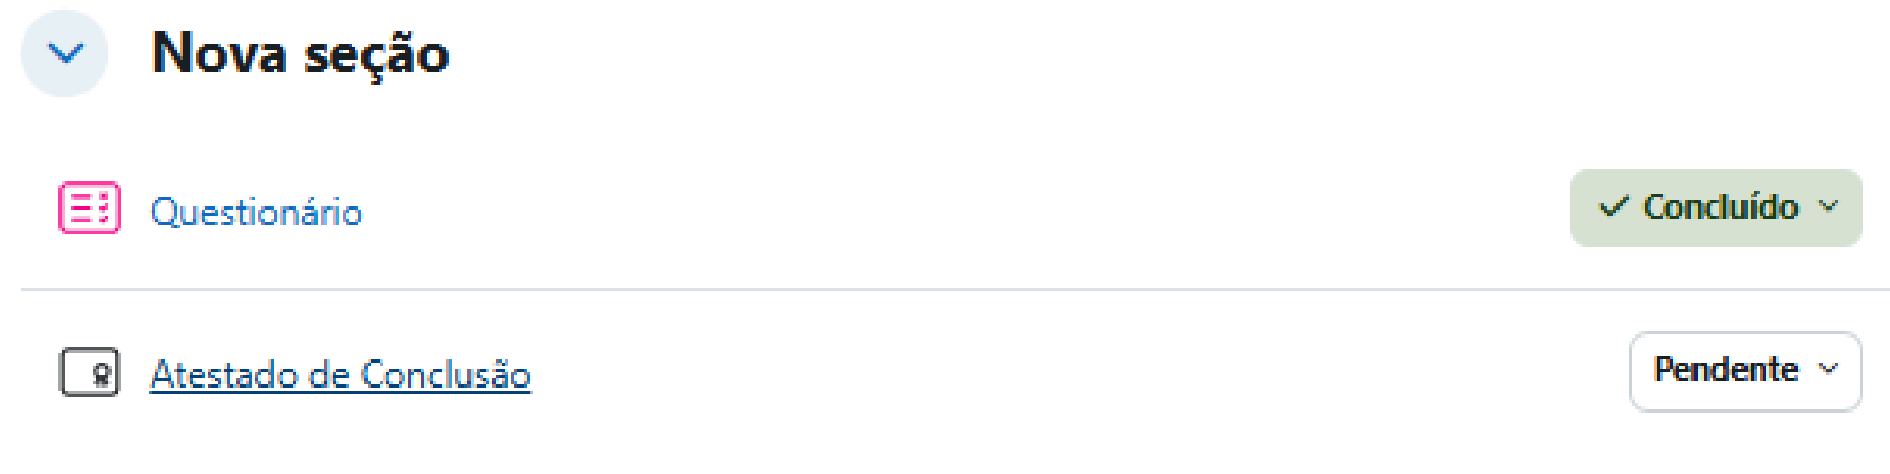 Nova seção
Questionário
Concluído
Atestado de Conclusão
Pendente